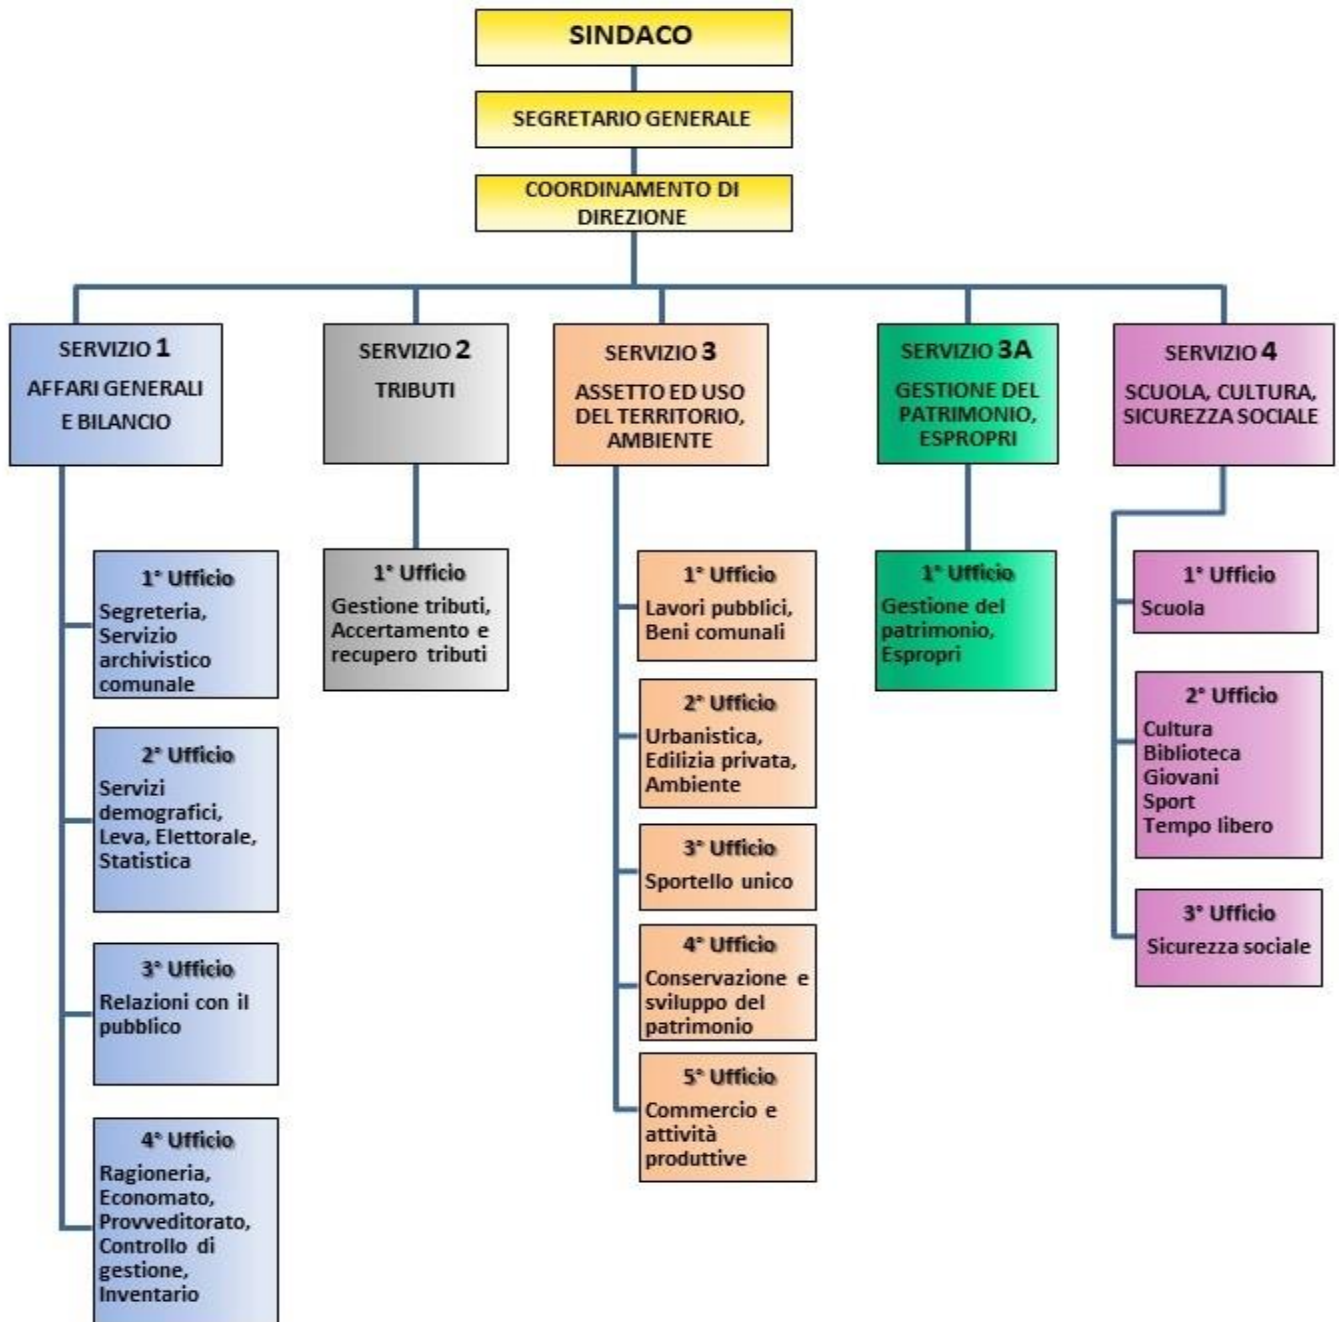 SINDACO
SEGRETARIO GENERALE
COORDINAMENTO DI
DIREZIONE
SERVIZIO 1
AFFARI GENERALI
E BILANCIO
1° Ufficio
Segreteria,
Servizio
archivistico
comunale
2° Ufficio
Servizi
demografici,
Leva, Elettorale,
Statistica
3° Ufficio
Relazioni con il
pubblico
4° Ufficio
Ragioneria,
Economato,
Provveditorato,
Controllo di
gestione,
Inventario
SERVIZIO 2
TRIBUTI
1° Ufficio
Gestione tributi,
Accertamento e
recupero tributi
SERVIZIO 3
ASSETTO ED USO
DEL TERRITORIO,
AMBIENTE
1° Ufficio
Lavori pubblici,
Beni comunali
2° Ufficio
Urbanistica,
Edilizia privata,
Ambiente
3° Ufficio
Sportello unico
4° Ufficio
Conservazione e
sviluppo del
patrimonio
5° Ufficio
Commercio e
attività
produttive
SERVIZIO 3A
GESTIONE DEL
PATRIMONIO,
ESPROPRI
1° Ufficio
Gestione del
patrimonio,
Espropri
SERVIZIO 4
SCUOLA, CULTURA,
SICUREZZA SOCIALE
1° Ufficio
Scuola
2° Ufficio
Cultura
Biblioteca
Giovani
Sport
Tempo libero
3° Ufficio
Sicurezza sociale